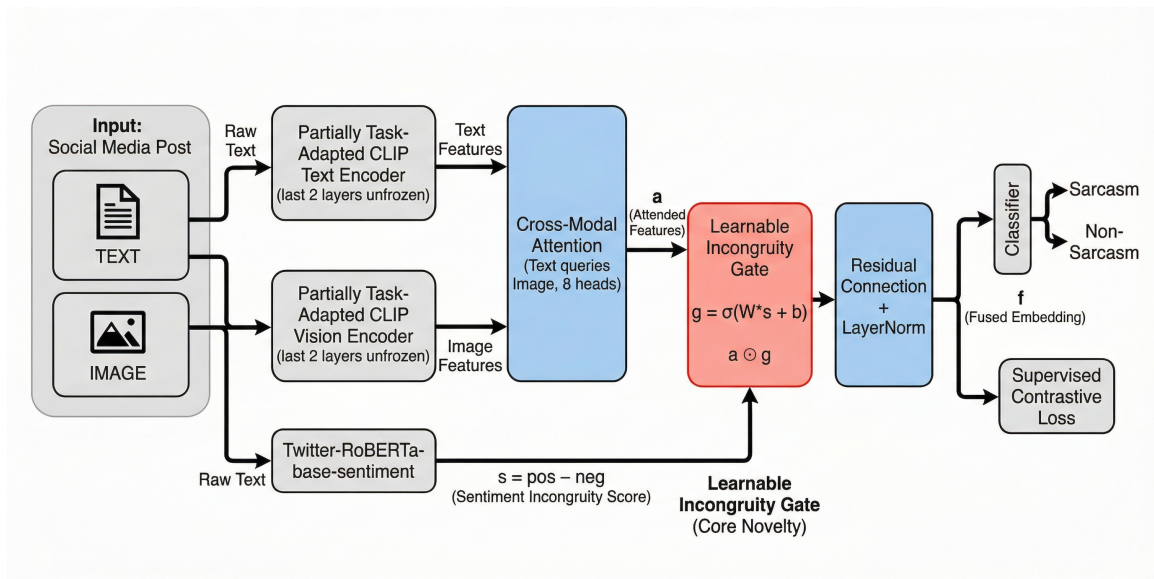 Input:
Social Media Post
TEXT
IMAGE
Raw
Text
Partially Task-
Adapted CLIP
Text Encoder
(last 2 layers unfrozen)
Text
Features
Partially Task-
Adapted CLIP
Vision Encoder
(last 2 layers unfrozen)
Image
Features
Raw Text
Twitter-RoBERTa-
base-sentiment
s = pos – neg
(Sentiment Incongruity Score)
Cross-Modal
Attention
(Text queries
Image, 8 heads)
a
(Attended
Features)
Learnable
Incongruity
Gate
g = σ(W*s + b)
a ⊙ g
Learnable
Incongruity Gate
(Core Novelty)
Residual
Connection
+
LayerNorm
Classifier
Sarcasm
Non-
Sarcasm
f
(Fused Embedding)
Supervised
Contrastive
Loss